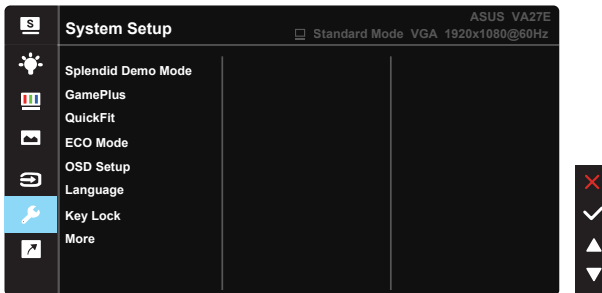 S
System Setup
ASUS VA27E
Standard Mode VGA 1920x1080@60Hz
Splendid Demo Mode
GamePlus
QuickFit
ECO Mode
OSD Setup
Language
Key Lock
More